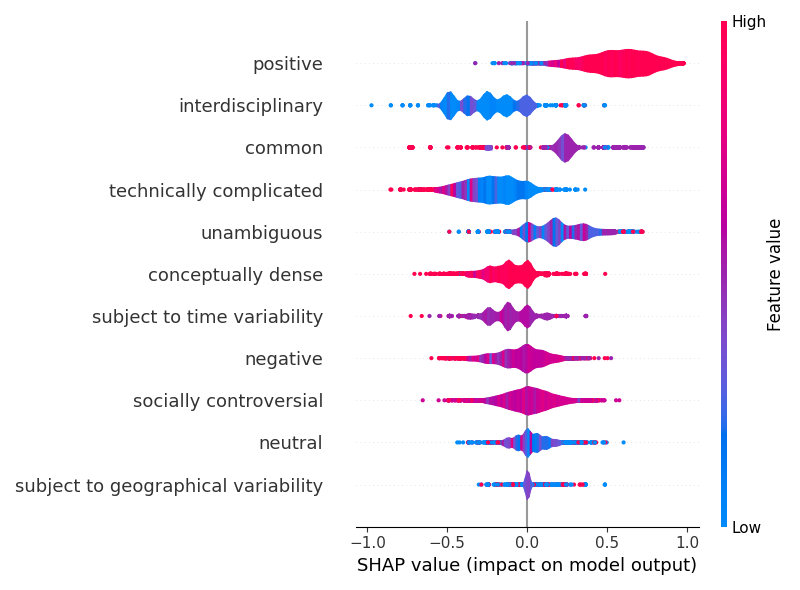 High
positive
interdisciplinary
common
technically complicated
unambiguous
conceptually dense
subject to time variability
negative
socially controversial
neutral
subject to geographical variability
Feature value
Low
−1.0 −0.5 0.0 0.5 1.0
SHAP value (impact on model output)